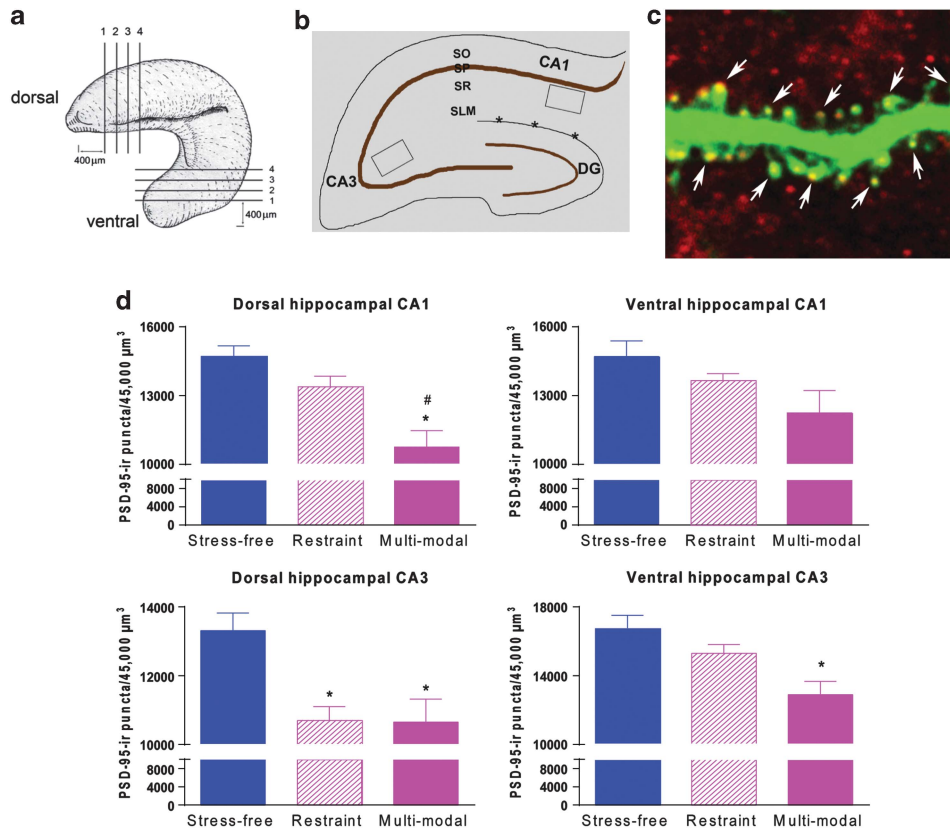 a
1 2 3 4
dorsal
400 µm
4
3
2
1
ventral
400 µm
b
SO
SP
SR
SLM
CA1
* * *
CA3
DG
c
d
Dorsal hippocampal CA1
PSD-95-ir puncta/45,000 µm³
16000
13000
10000
8000
4000
0
#
*
Stress-free Restraint Multi-modal
Ventral hippocampal CA1
PSD-95-ir puncta/45,000 µm³
16000
13000
10000
8000
4000
0
Stress-free Restraint Multi-modal
Dorsal hippocampal CA3
PSD-95-ir puncta/45,000 µm³
14000
12000
10000
8000
4000
0
* *
Stress-free Restraint Multi-modal
Ventral hippocampal CA3
PSD-95-ir puncta/45,000 µm³
18000
14000
10000
8000
4000
0
*
Stress-free Restraint Multi-modal